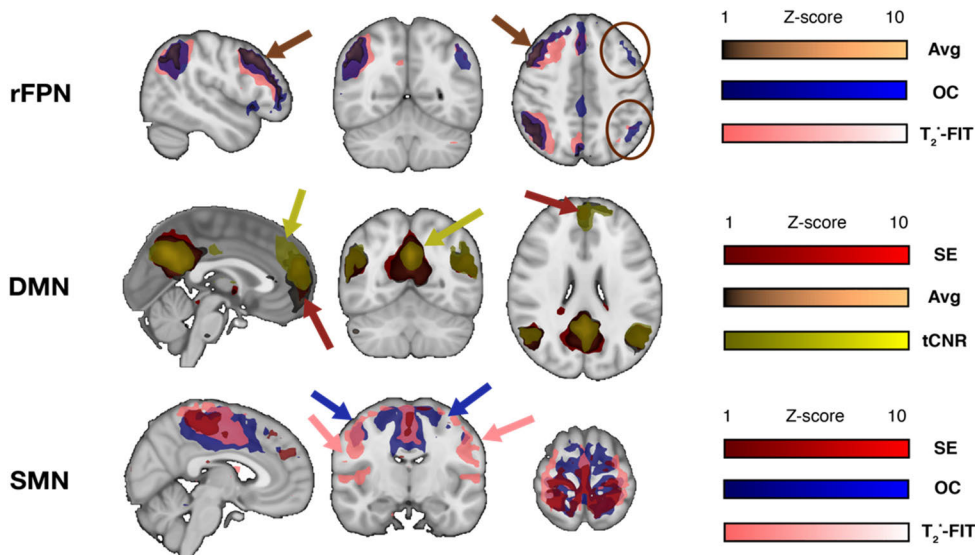 1 Z-score 10
Avg
rFPN
OC
T₂*-FIT
1 Z-score 10
SE
DMN
Avg
tCNR
1 Z-score 10
SE
SMN
OC
T₂*-FIT